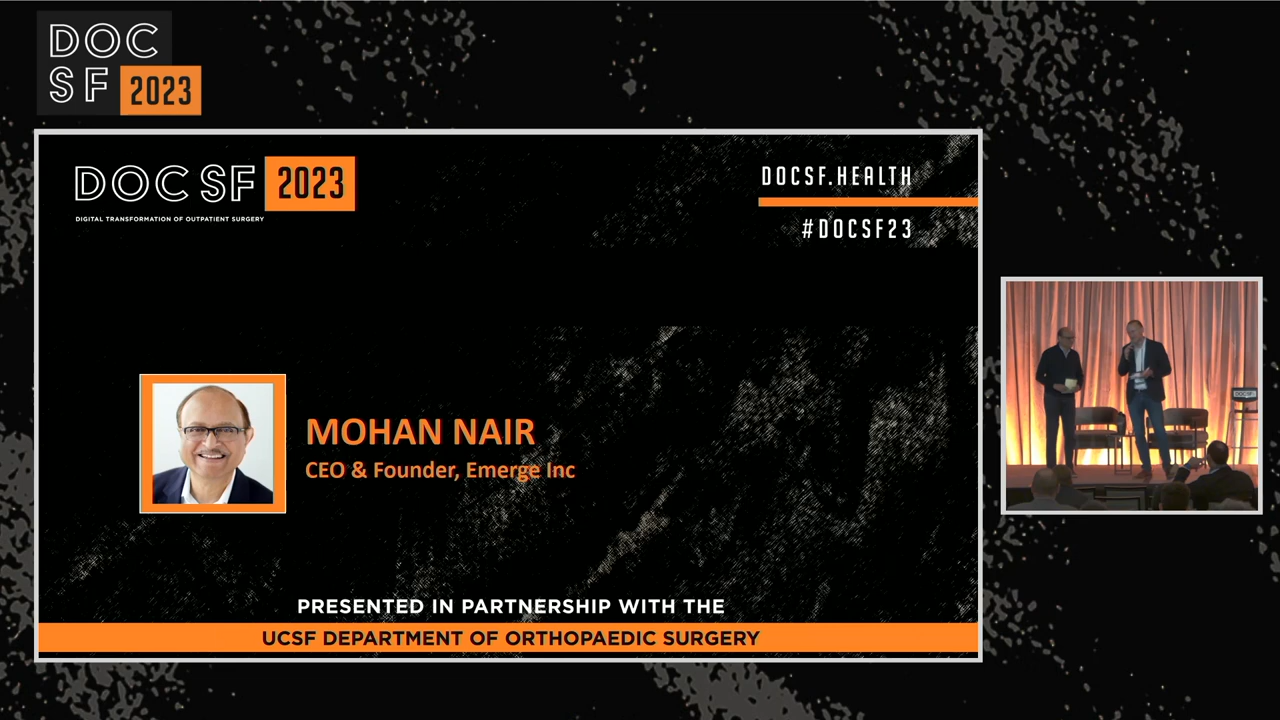 DOC
SF 2023
DOC SF 2023
DIGITAL TRANSFORMATION OF OUTPATIENT SURGERY
DOCSF.HEALTH
#DOCSF23
MOHAN NAIR
CEO & Founder, Emerge Inc
PRESENTED IN PARTNERSHIP WITH THE
UCSF DEPARTMENT OF ORTHOPAEDIC SURGERY
DOCSF